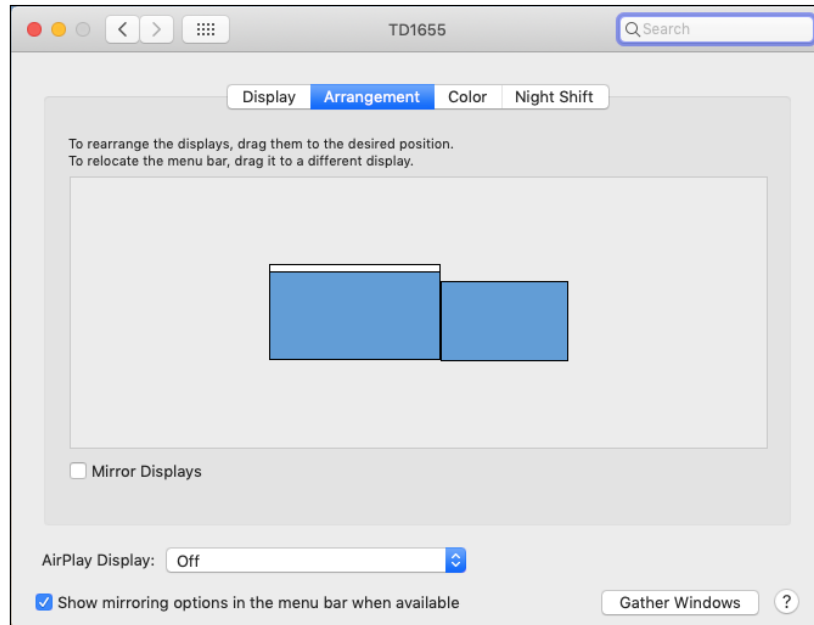 TD1655
Search
Display Arrangement Color Night Shift
To rearrange the displays, drag them to the desired position.
To relocate the menu bar, drag it to a different display.
Mirror Displays
AirPlay Display: Off
Show mirroring options in the menu bar when available
Gather Windows ?